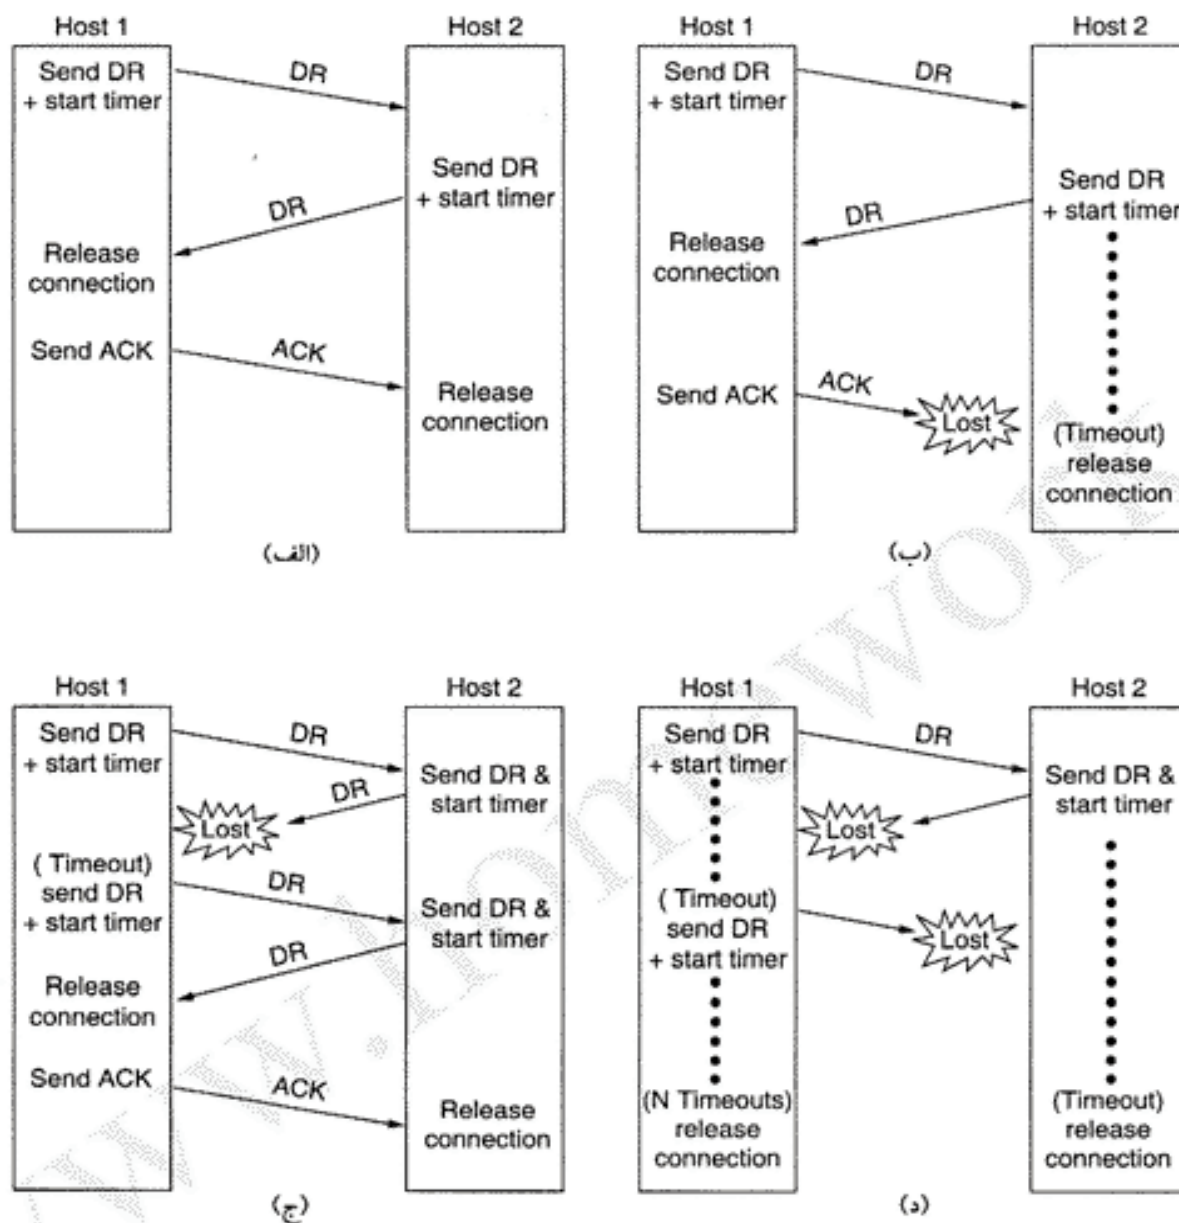 Host 1
Host 2
Send DR
+ start timer
DR
Send DR
+ start timer
DR
Release
connection
Send ACK
ACK
Release
connection
(الف)
Host 1
Host 2
Send DR
+ start timer
DR
Send DR
+ start timer
DR
Release
connection
Send ACK
ACK
Lost
(Timeout)
release
connection
(ب)
Host 1
Host 2
Send DR
+ start timer
DR
Send DR &
start timer
DR
Lost
( Timeout)
send DR
+ start timer
DR
Send DR &
start timer
DR
Release
connection
Send ACK
ACK
Release
connection
(ج)
Host 1
Host 2
Send DR
+ start timer
DR
Send DR &
start timer
Lost
( Timeout)
send DR
+ start timer
Lost
(N Timeouts)
release
connection
(Timeout)
release
connection
(د)